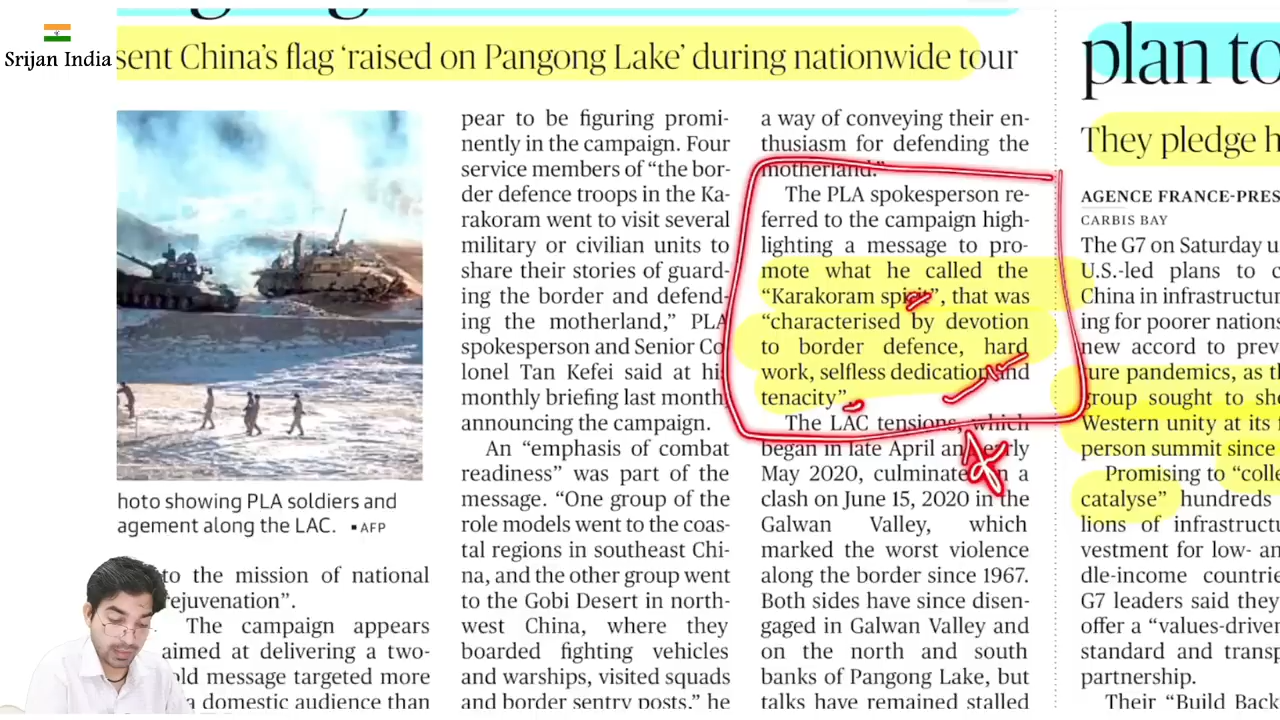 Srijan India
sent China's flag 'raised on Pangong Lake' during nationwide tour
hoto showing PLA soldiers and
agement along the LAC. ▪ AFP
to the mission of national
rejuvenation".
The campaign appears
aimed at delivering a two-
old message targeted more
a domestic audience than
pear to be figuring promi-
nently in the campaign. Four
service members of "the bor-
der defence troops in the Ka-
rakoram went to visit several
military or civilian units to
share their stories of guard-
ing the border and defend-
ing the motherland," PLA
spokesperson and Senior Co
lonel Tan Kefei said at his
monthly briefing last month,
announcing the campaign.
An "emphasis of combat
readiness" was part of the
message. "One group of the
role models went to the coas-
tal regions in southeast Chi-
na, and the other group went
to the Gobi Desert in north-
west China, where they
boarded fighting vehicles
and warships, visited squads
and border sentry posts," he
a way of conveying their en-
thusiasm for defending the
motherland."
The PLA spokesperson re-
ferred to the campaign high-
lighting a message to pro-
mote what he called the
"Karakoram spirit", that was
"characterised by devotion
to border defence, hard
work, selfless dedication and
tenacity".
The LAC tensions, which
began in late April and early
May 2020, culminated in a
clash on June 15, 2020 in the
Galwan Valley, which
marked the worst violence
along the border since 1967.
Both sides have since disen-
gaged in Galwan Valley and
on the north and south
banks of Pangong Lake, but
talks have remained stalled
plan to
They pledge h
AGENCE FRANCE-PRES
CARBIS BAY
The G7 on Saturday u
U.S.-led plans to c
China in infrastructur
ing for poorer nations
new accord to prev
ture pandemics, as th
group sought to sho
Western unity at its f
person summit since
Promising to "colle
catalyse" hundreds
lions of infrastructu
vestment for low- an
dle-income countrie
G7 leaders said they
offer a "values-driven
standard and transp
partnership.
Their "Build Back